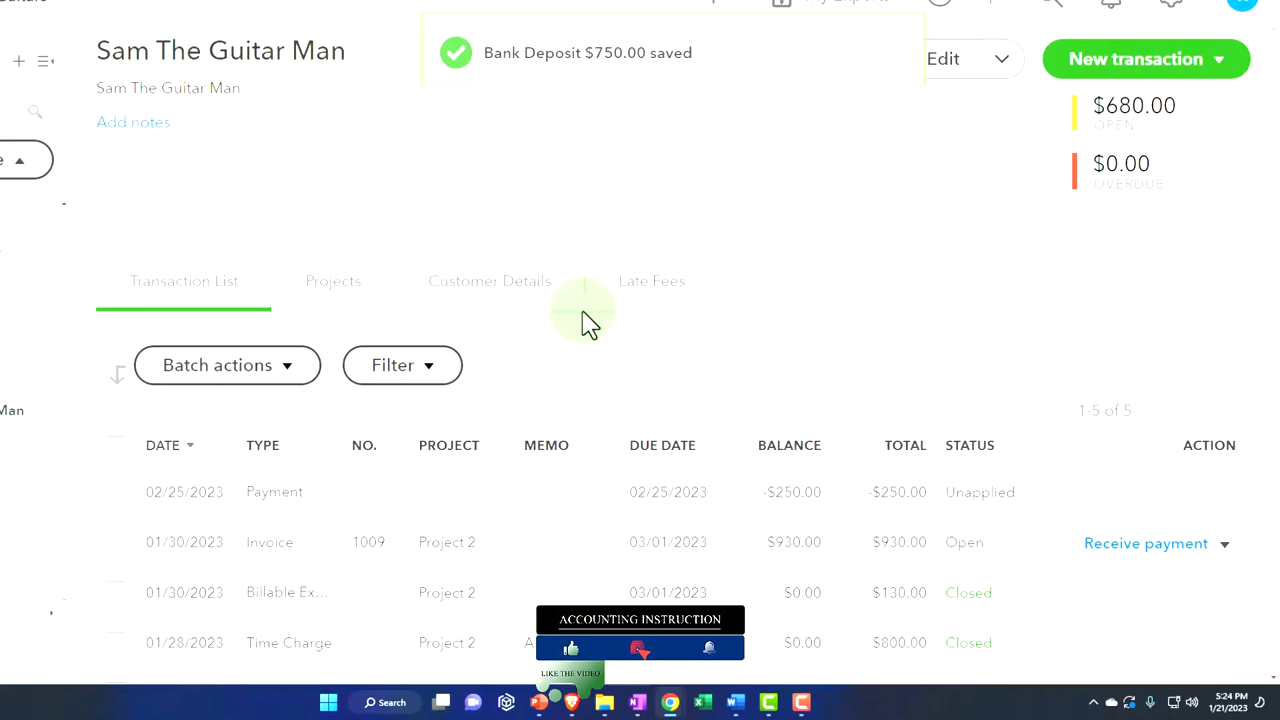 Bank Deposit $750.00 saved
Sam The Guitar Man
Edit
New transaction
Sam The Guitar Man
Add notes
$680.00
OPEN
$0.00
OVERDUE
Transaction List Projects Customer Details Late Fees
Batch actions Filter
Man
1-5 of 5
DATE TYPE NO. PROJECT MEMO DUE DATE BALANCE TOTAL STATUS ACTION
02/25/2023 Payment 02/25/2023 -$250.00 -$250.00 Unapplied
01/30/2023 Invoice 1009 Project 2 03/01/2023 $930.00 $930.00 Open Receive payment
01/30/2023 Billable Ex... Project 2 03/01/2023 $0.00 $130.00 Closed
01/28/2023 Time Charge Project 2 A $0.00 $800.00 Closed
ACCOUNTING INSTRUCTION
LIKE THE VIDEO
Search
5:24 PM
1/21/2023